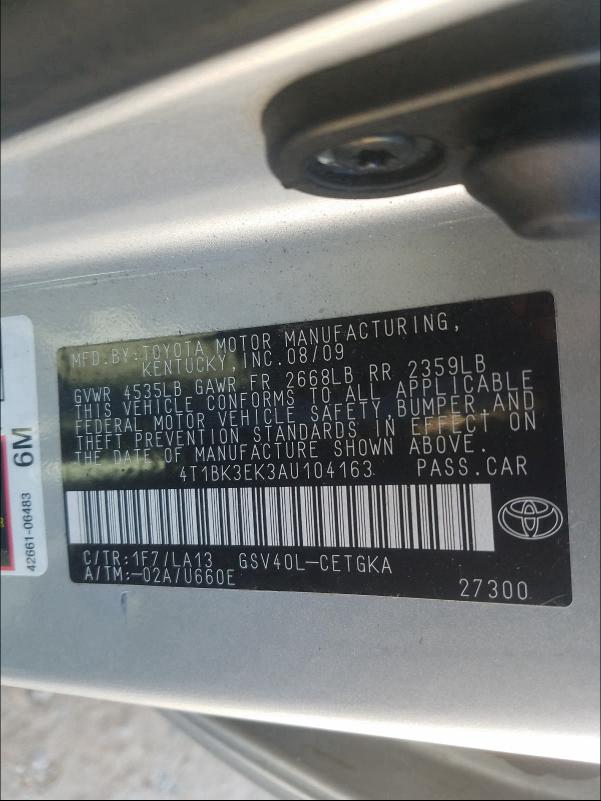 MFD.BY:TOYOTA MOTOR MANUFACTURING,
KENTUCKY,INC.08/09
GVWR 4535LB GAWR FR 2668LB RR 2359LB
THIS VEHICLE CONFORMS TO ALL APPLICABLE
FEDERAL MOTOR VEHICLE SAFETY,BUMPER,AND
THEFT PREVENTION STANDARDS IN EFFECT ON
THE DATE OF MANUFACTURE SHOWN ABOVE.
4T1BK3EK3AU104163 PASS.CAR
C/TR:1F7/LA13 GSV40L-CETGKA
A/TM:-02A/U660E
27300
6M
42661-06483